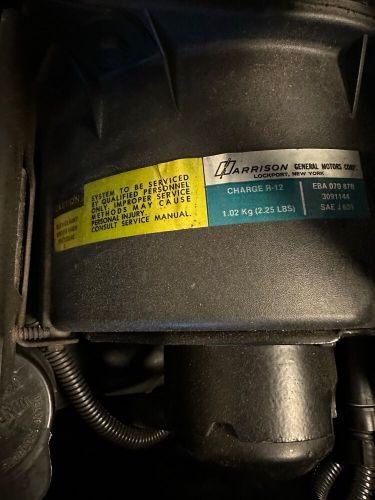 CAUTION
SYSTEM TO BE SERVICED
BY QUALIFIED PERSONNEL
ONLY. IMPROPER SERVICE
METHODS MAY CAUSE
PERSONAL INJURY.
CONSULT SERVICE MANUAL.
HARRISON GENERAL MOTORS CORP.
LOCKPORT, NEW YORK
CHARGE R-12
1.02 Kg (2.25 LBS)
EBA 070 87B
3091144
SAE J 639